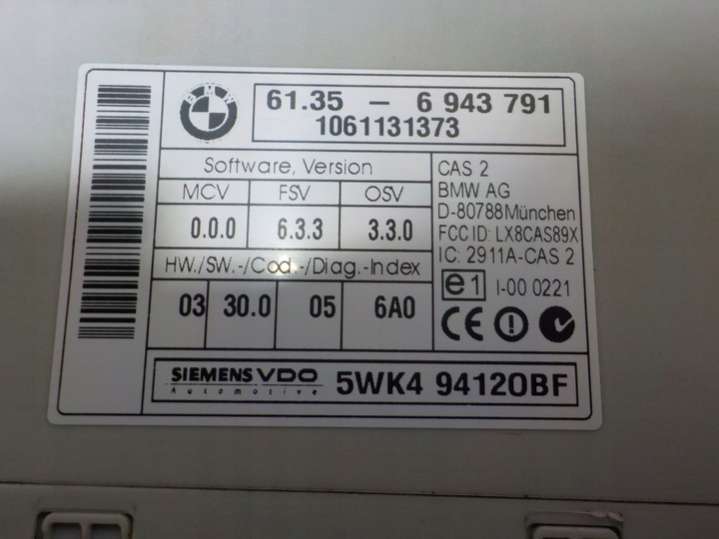 BMW
61.35 - 6 943 791
1061131373
Software, Version
MCV FSV OSV
0.0.0 6.3.3 3.3.0
HW./SW.-/Cod.-/Diag.-Index
03 30.0 05 6A0
CAS 2
BMW AG
D-80788 München
FCC ID: LX8CAS89X
IC: 2911A-CAS 2
e1 I-00 0221
CE
SIEMENS VDO
Automotive
5WK4 94120BF